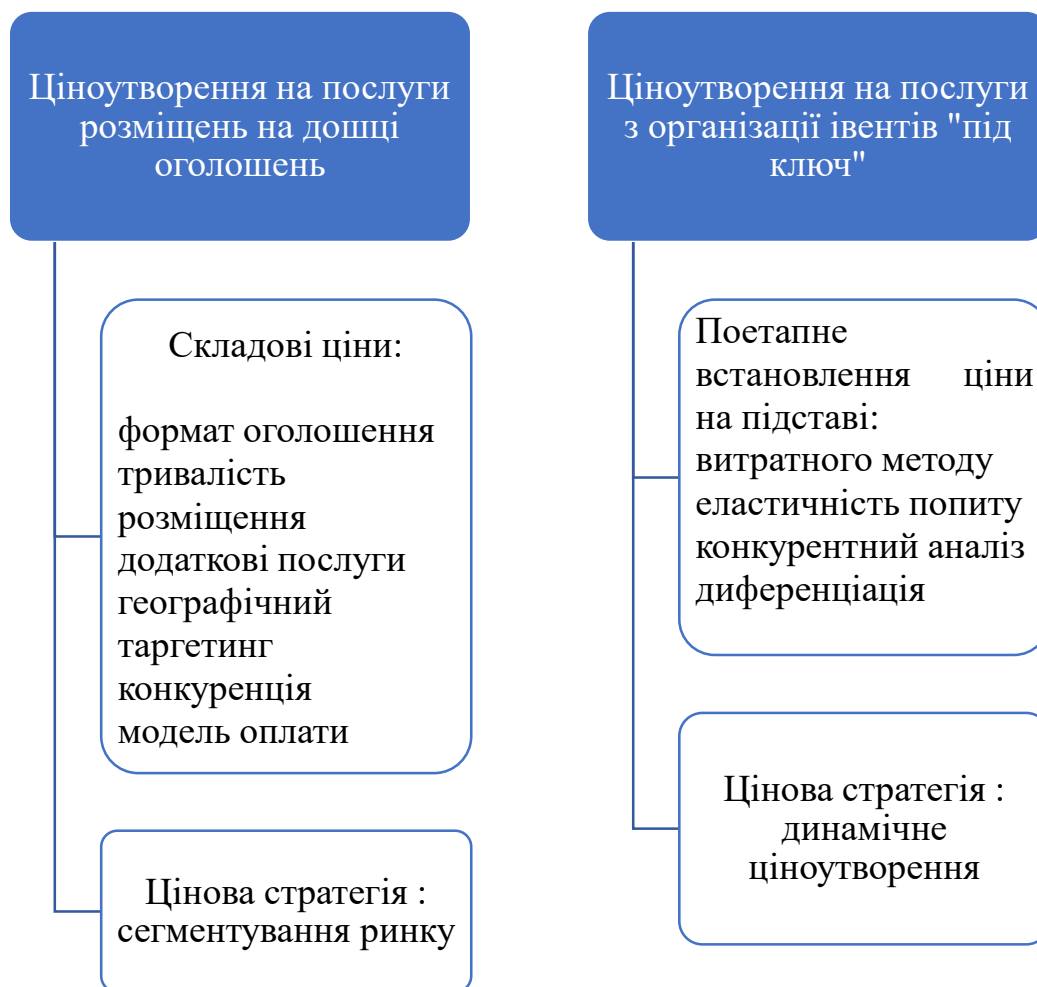 Ціноутворення на послуги
розміщень на дошці
оголошень
Складові ціни:
формат оголошення
тривалість
розміщення
додаткові послуги
географічний
таргетинг
конкуренція
модель оплати
Цінова стратегія :
сегментування ринку
Ціноутворення на послуги
з організації івентів "під
ключ"
Поетапне
встановлення ціни
на підставі:
витратного методу
еластичність попиту
конкурентний аналіз
диференціація
Цінова стратегія :
динамічне
ціноутворення